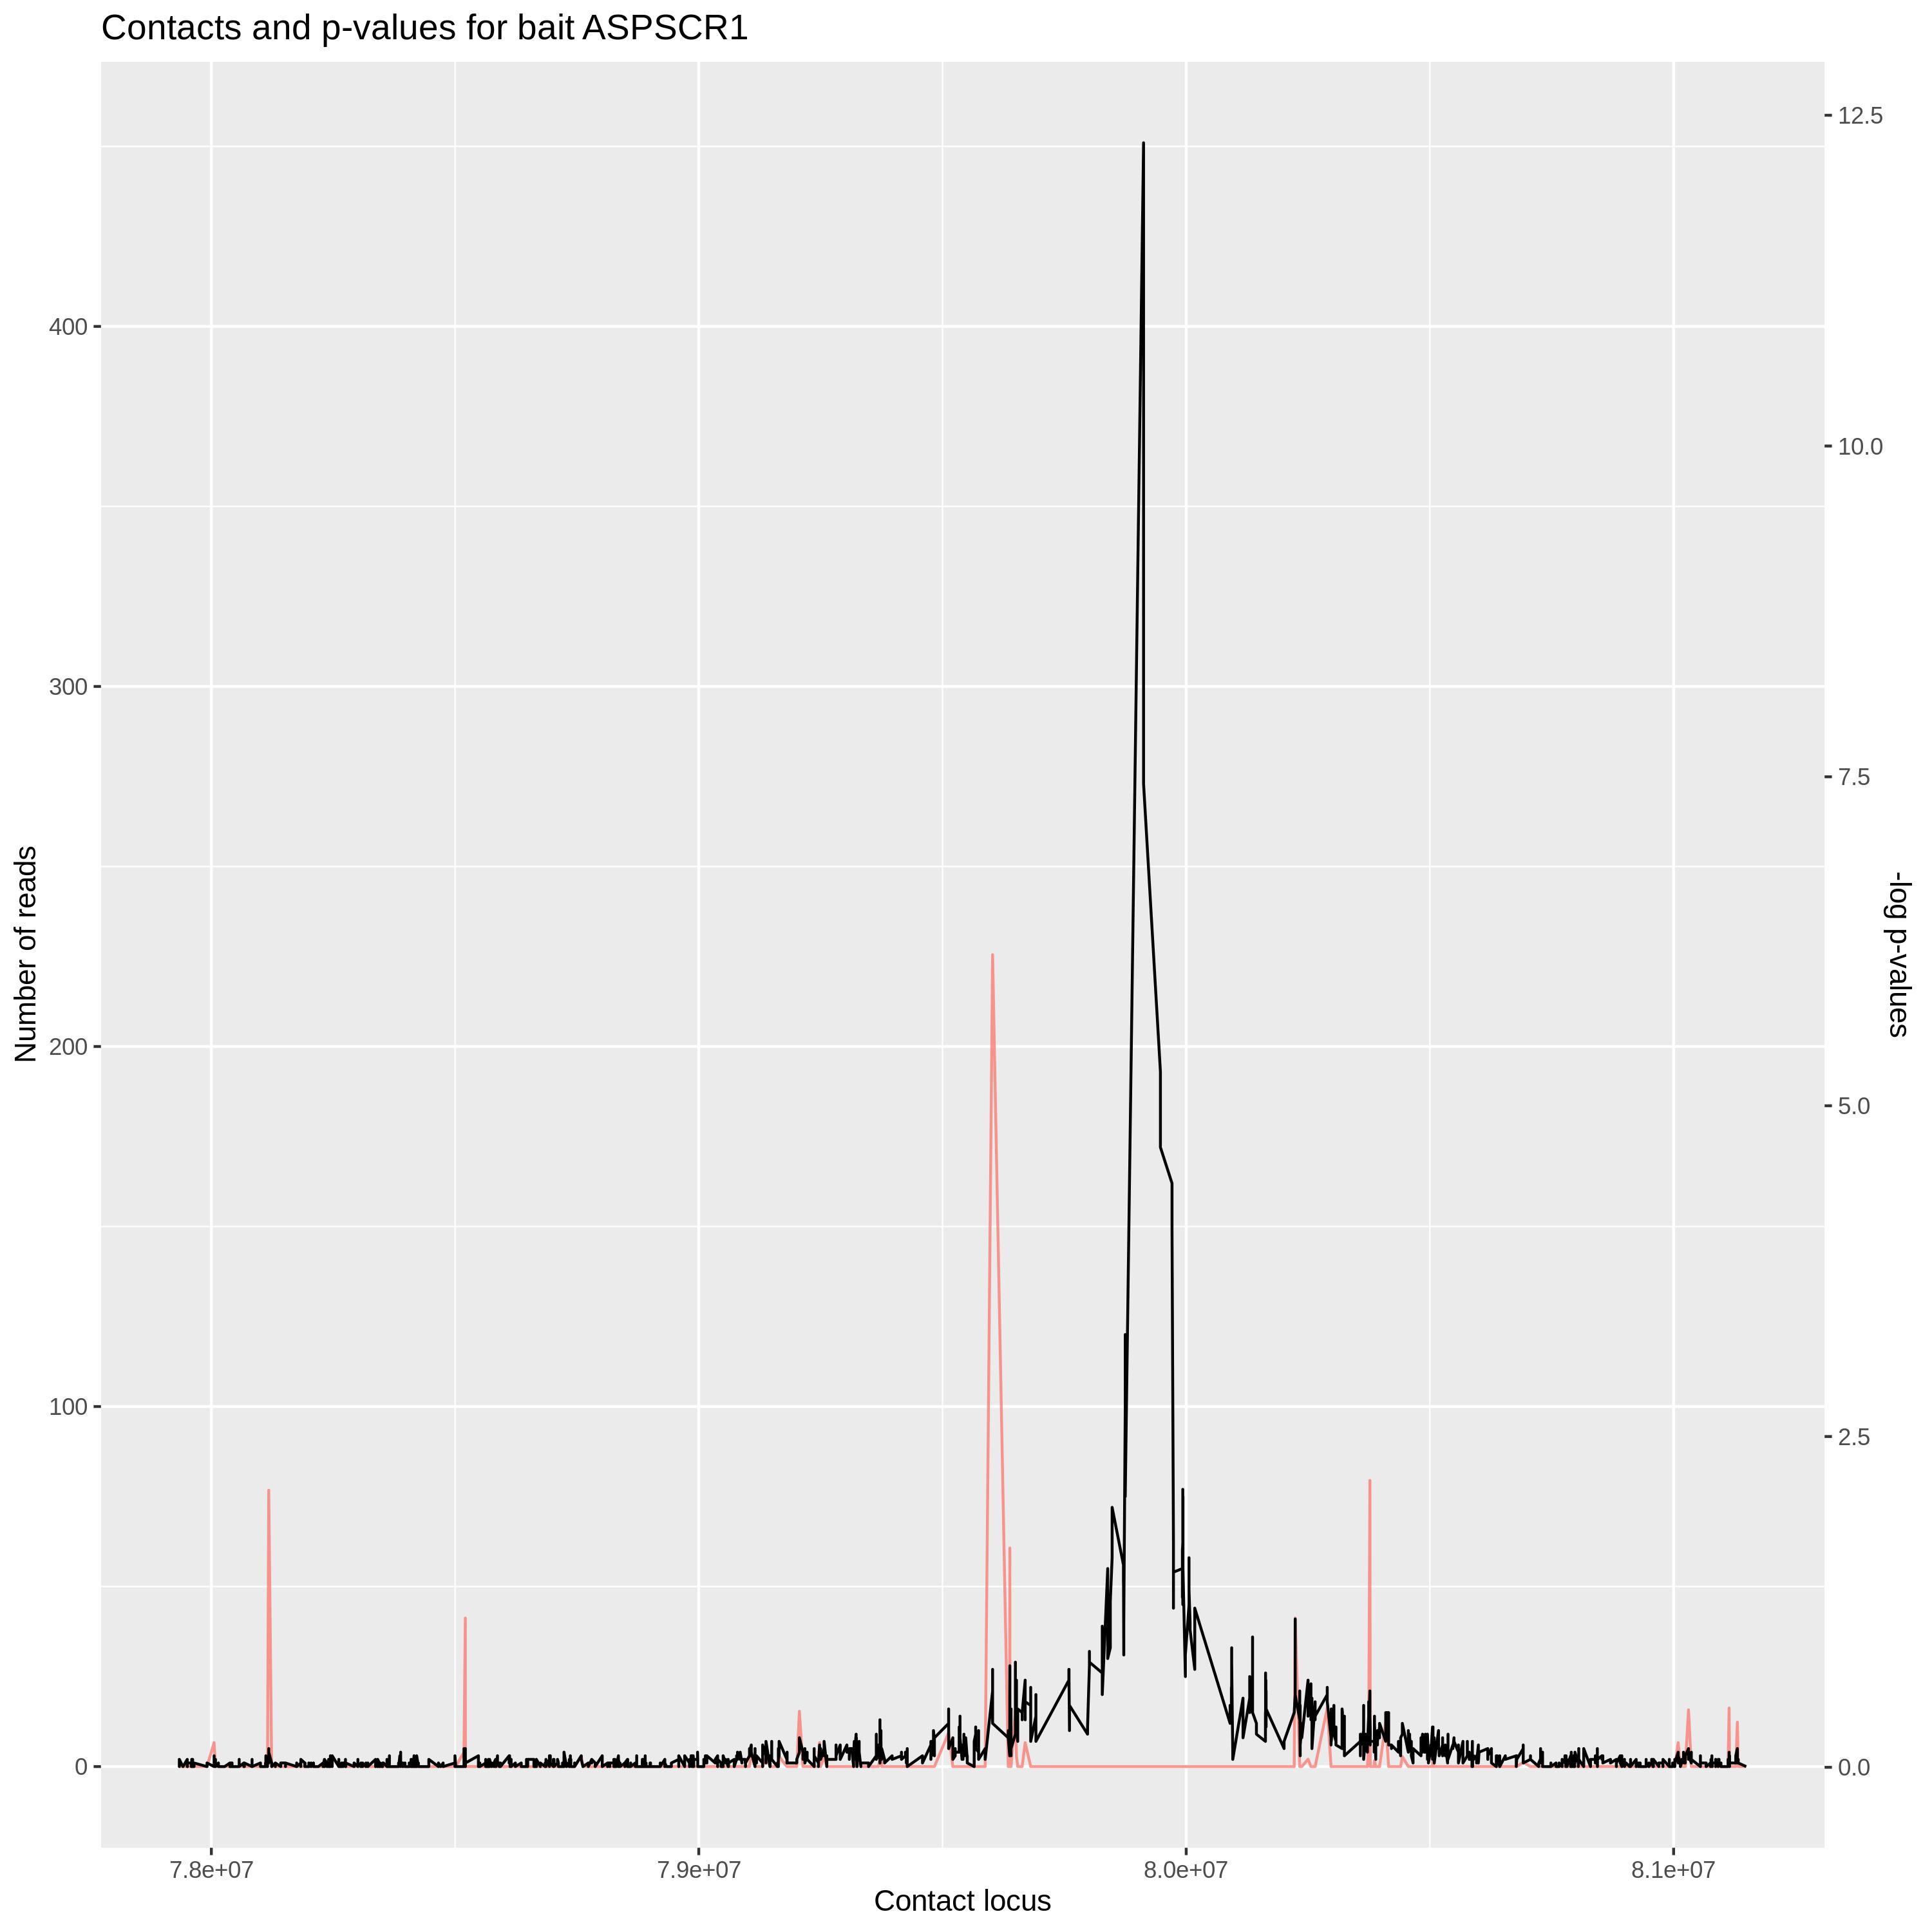 Contacts and p-values for bait ASPSCR1
Number of reads
400
300
200
100
0
12.5
10.0
7.5
5.0
2.5
0.0
-log p-values
7.8e+07
7.9e+07
8.0e+07
8.1e+07
Contact locus